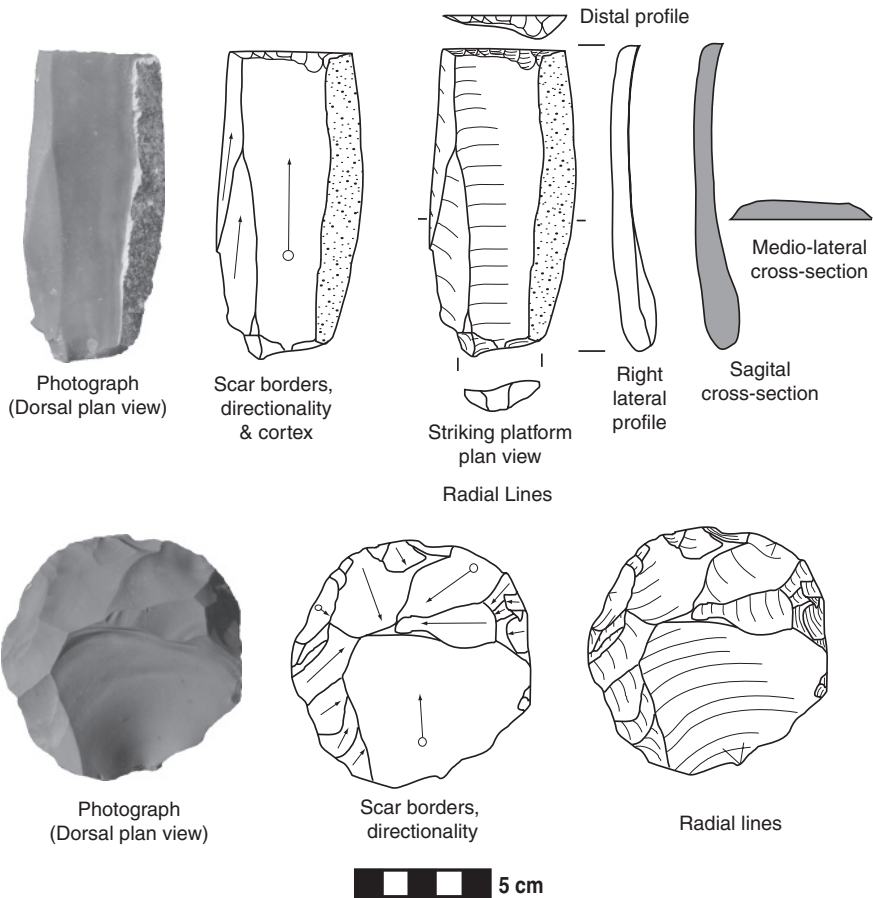 Distal profile
Photograph
(Dorsal plan view)
Scar borders,
directionality
& cortex
Striking platform
plan view
Radial Lines
Right
lateral
profile
Sagital
cross-section
Medio-lateral
cross-section
Photograph
(Dorsal plan view)
Scar borders,
directionality
Radial lines
5 cm